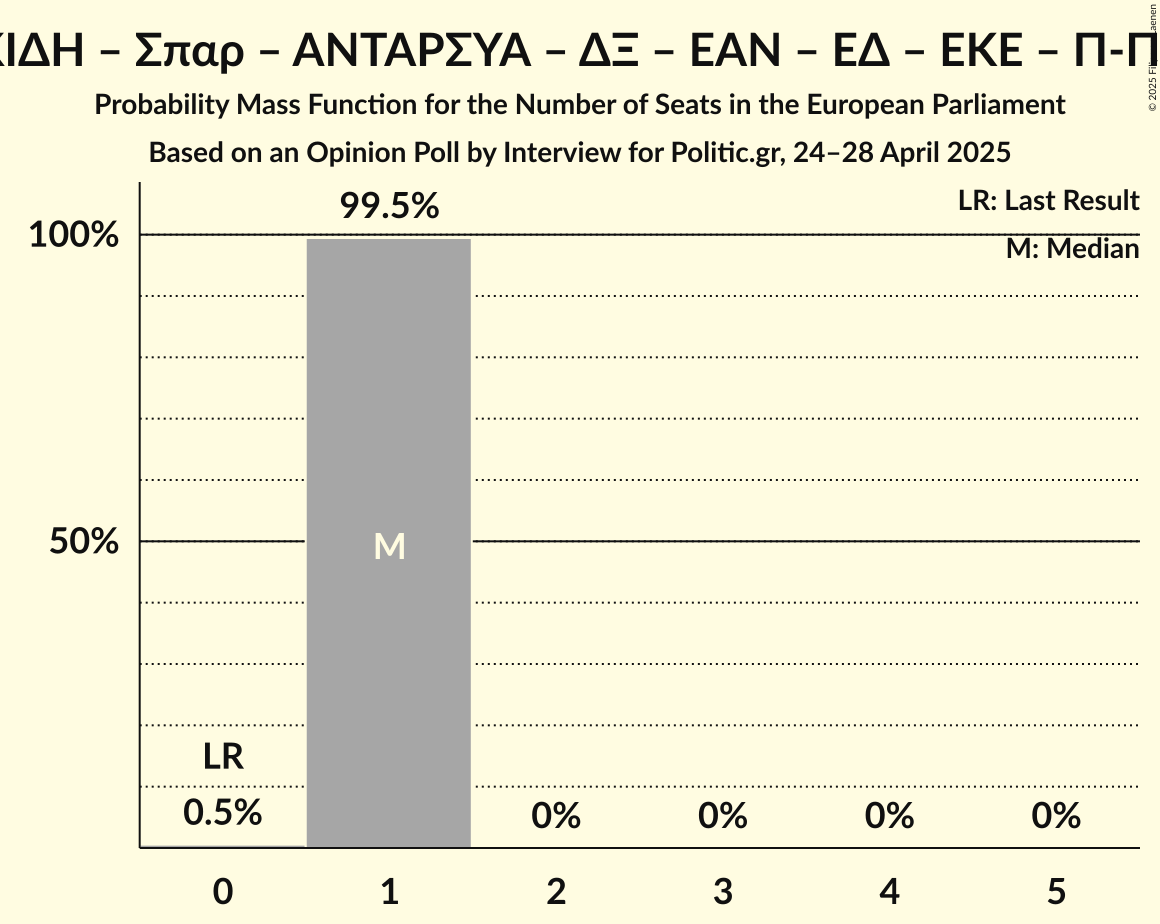 ΚΙΔΗ – Σπαρ – ΑΝΤΑΡΣΥΑ – ΔΞ – ΕΑΝ – ΕΔ – ΕΚΕ – Π-Π
© 2025
Probability Mass Function for the Number of Seats in the European Parliament
Based on an Opinion Poll by Interview for Politic.gr, 24–28 April 2025
LR: Last Result
M: Median
99.5%
100%
50%
M
LR
0.5%
0%
0%
0%
0%
0
1
2
3
4
5